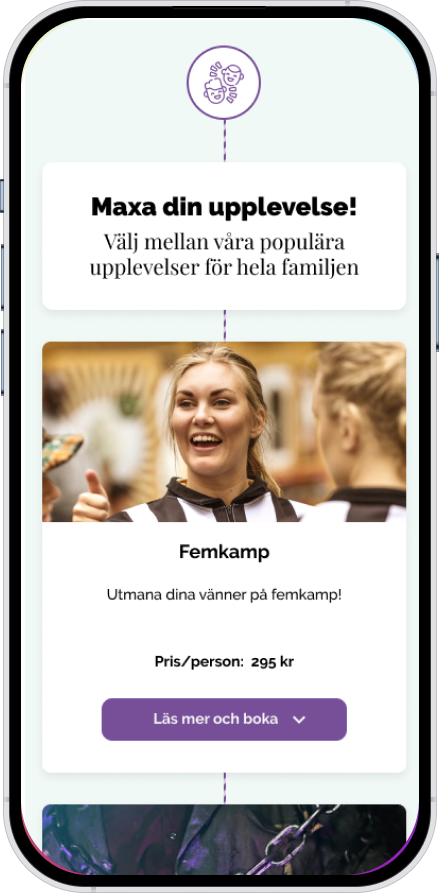 Maxa din upplevelse!
Välj mellan våra populära
upplevelser för hela familjen
Femkamp
Utmana dina vänner på femkamp!
Pris/person: 295 kr
Läs mer och boka